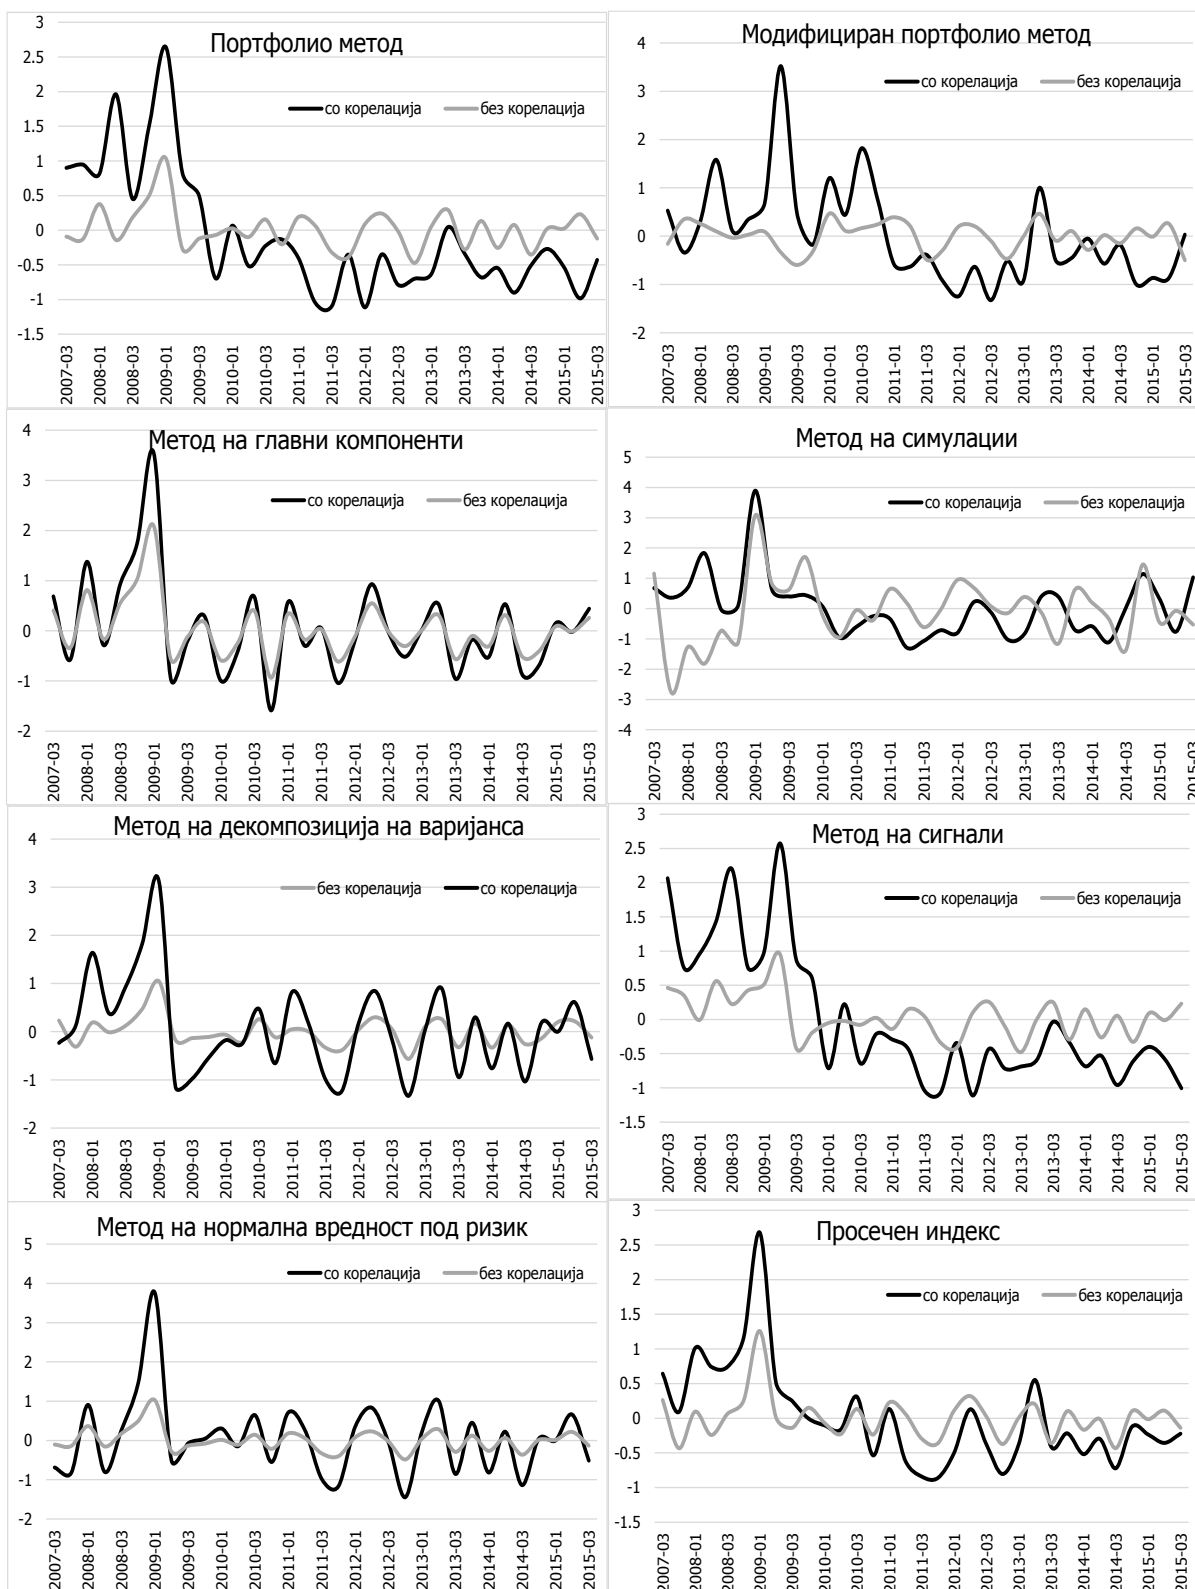 Портфолио метод
со корелација без корелација
3
2.5
2
1.5
1
0.5
0
-0.5
-1
-1.5
2007-03 2008-01 2008-03 2009-01 2009-03 2010-01 2010-03 2011-01 2011-03 2012-01 2012-03 2013-01 2013-03 2014-01 2014-03 2015-01 2015-03
Модифициран портфолио метод
со корелација без корелација
4
3
2
1
0
-1
-2
2007-03 2008-01 2008-03 2009-01 2009-03 2010-01 2010-03 2011-01 2011-03 2012-01 2012-03 2013-01 2013-03 2014-01 2014-03 2015-01 2015-03
Метод на главни компоненти
со корелација без корелација
4
3
2
1
0
-1
-2
2007-03 2008-01 2008-03 2009-01 2009-03 2010-01 2010-03 2011-01 2011-03 2012-01 2012-03 2013-01 2013-03 2014-01 2014-03 2015-01 2015-03
Метод на симулации
со корелација без корелација
5
4
3
2
1
0
-1
-2
-3
-4
2007-03 2008-01 2008-03 2009-01 2009-03 2010-01 2010-03 2011-01 2011-03 2012-01 2012-03 2013-01 2013-03 2014-01 2014-03 2015-01 2015-03
Метод на декомпозиција на варијанса
без корелација со корелација
4
3
2
1
0
-1
-2
2007-03 2008-01 2008-03 2009-01 2009-03 2010-01 2010-03 2011-01 2011-03 2012-01 2012-03 2013-01 2013-03 2014-01 2014-03 2015-01 2015-03
Метод на сигнали
со корелација без корелација
3
2.5
2
1.5
1
0.5
0
-0.5
-1
-1.5
2007-03 2008-01 2008-03 2009-01 2009-03 2010-01 2010-03 2011-01 2011-03 2012-01 2012-03 2013-01 2013-03 2014-01 2014-03 2015-01 2015-03
Метод на нормална вредност под ризик
со корелација без корелација
5
4
3
2
1
0
-1
-2
2007-03 2008-01 2008-03 2009-01 2009-03 2010-01 2010-03 2011-01 2011-03 2012-01 2012-03 2013-01 2013-03 2014-01 2014-03 2015-01 2015-03
Просечен индекс
со корелација без корелација
3
2.5
2
1.5
1
0.5
0
-0.5
-1
-1.5
2007-03 2008-01 2008-03 2009-01 2009-03 2010-01 2010-03 2011-01 2011-03 2012-01 2012-03 2013-01 2013-03 2014-01 2014-03 2015-01 2015-03